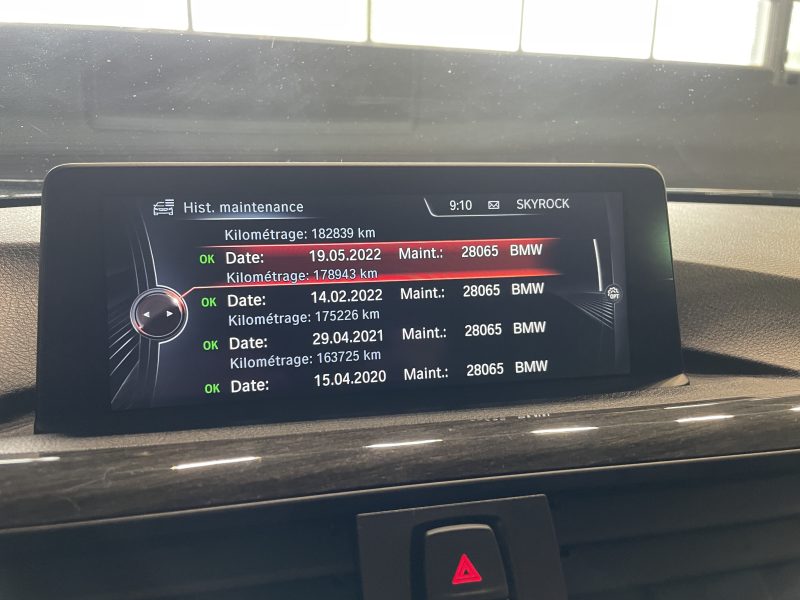 Hist. maintenance
9:10 SKYROCK
Kilométrage: 182839 km
OK Date: 19.05.2022 Maint.: 28065 BMW
Kilométrage: 178943 km
OK Date: 14.02.2022 Maint.: 28065 BMW
Kilométrage: 175226 km
OK Date: 29.04.2021 Maint.: 28065 BMW
Kilométrage: 163725 km
OK Date: 15.04.2020 Maint.: 28065 BMW
OPT